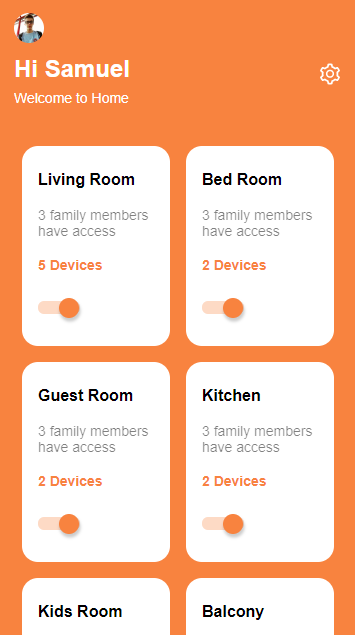 Hi Samuel
Welcome to Home
Living Room
3 family members
have access
5 Devices
Bed Room
3 family members
have access
2 Devices
Guest Room
3 family members
have access
2 Devices
Kitchen
3 family members
have access
2 Devices
Kids Room
Balcony